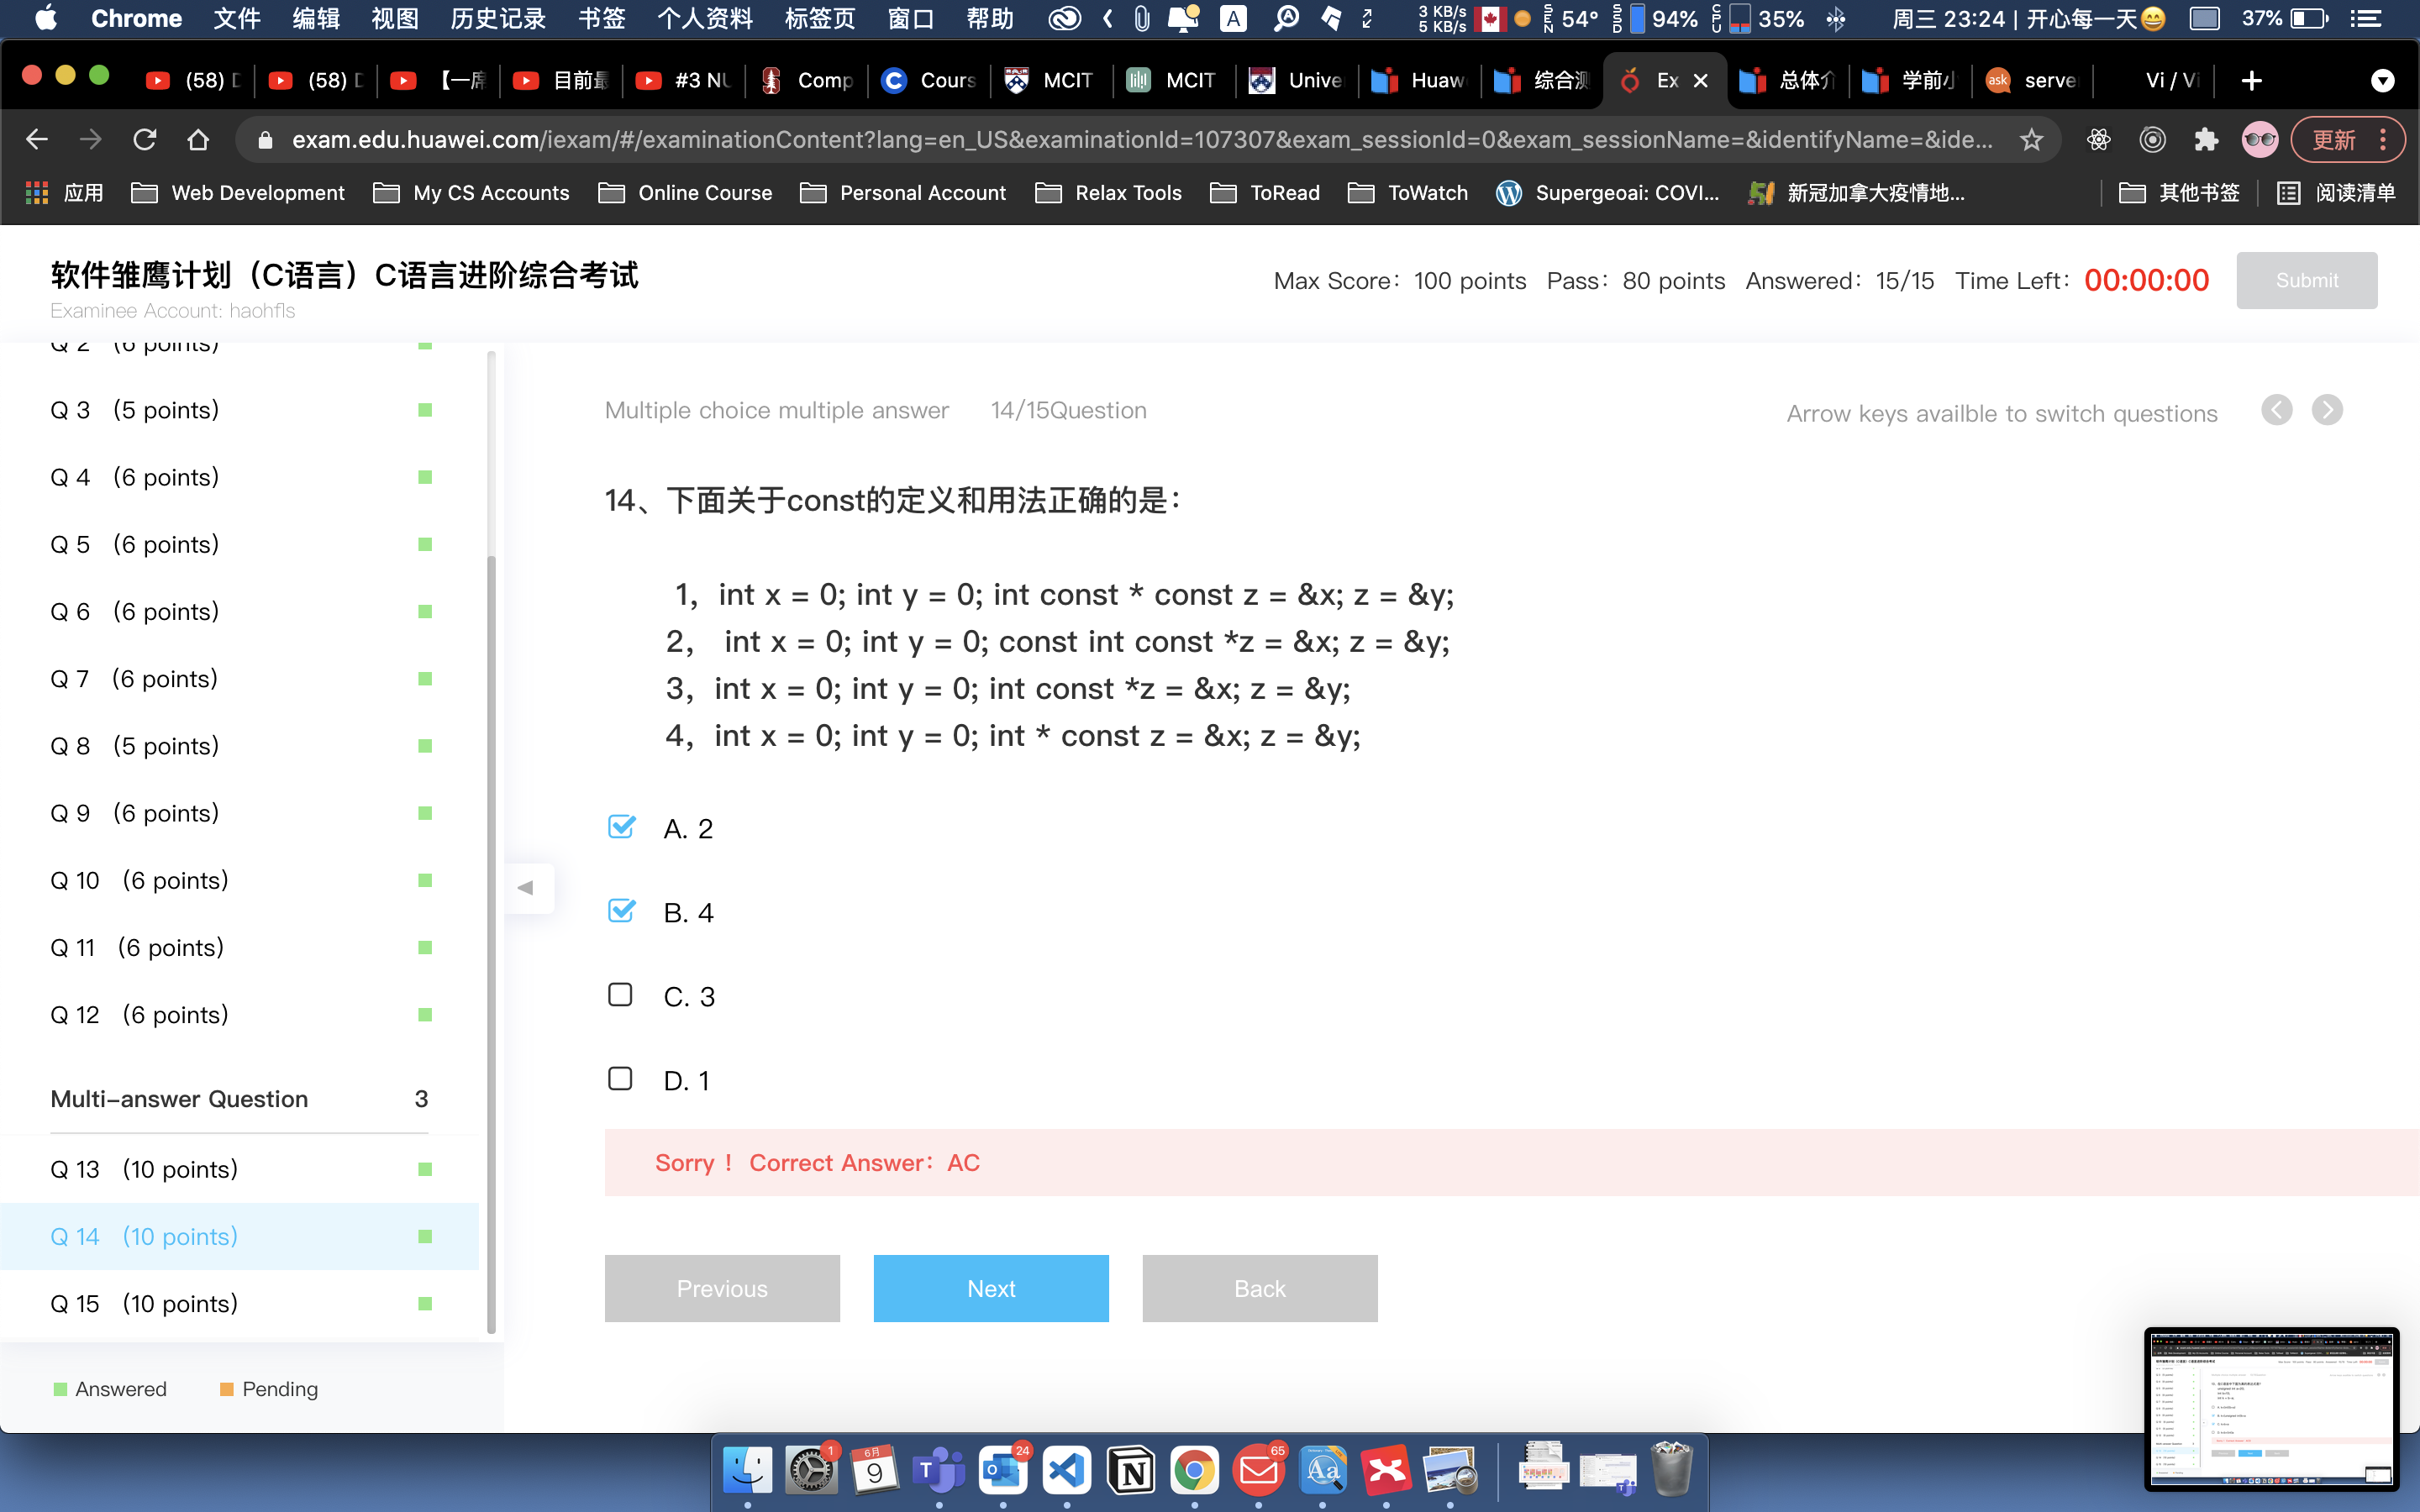 Chrome 文件 编辑 视图 历史记录 书签 个人资料 标签页 窗口 帮助 3 KB/s 5 KB/s SEN 54° SSD 94% CPU 35% 周三 23:24 | 开心每一天😄 37%
(58) (58) 【一席 目前最 #3 NU Comp Cours MCIT MCIT Unive Huaw 综合测 Ex 总体介 学前小 ask serve Vi / Vi
exam.edu.huawei.com/iexam/#/examinationContent?lang=en_US&examinationId=107307&exam_sessionId=0&exam_sessionName=&identifyName=&ide... 更新
应用 Web Development My CS Accounts Online Course Personal Account Relax Tools ToRead ToWatch Supergeoai: COVI... 新冠加拿大疫情地... 其他书签 阅读清单
软件雏鹰计划（C语言）C语言进阶综合考试
Examinee Account: haohfls
Max Score：100 points Pass：80 points Answered：15/15 Time Left：00:00:00 Submit
Q 2 (6 points)
Q 3 (5 points)
Q 4 (6 points)
Q 5 (6 points)
Q 6 (6 points)
Q 7 (6 points)
Q 8 (5 points)
Q 9 (6 points)
Q 10 (6 points)
Q 11 (6 points)
Q 12 (6 points)
Multi-answer Question 3
Q 13 (10 points)
Q 14 (10 points)
Q 15 (10 points)
Answered Pending
Multiple choice multiple answer 14/15Question
Arrow keys availble to switch questions
14、下面关于const的定义和用法正确的是：
1，int x = 0; int y = 0; int const * const z = &x; z = &y;
2， int x = 0; int y = 0; const int const *z = &x; z = &y;
3，int x = 0; int y = 0; int const *z = &x; z = &y;
4，int x = 0; int y = 0; int * const z = &x; z = &y;
A. 2
B. 4
C. 3
D. 1
Sorry！ Correct Answer：AC
Previous Next Back
1 6月 9 24 65